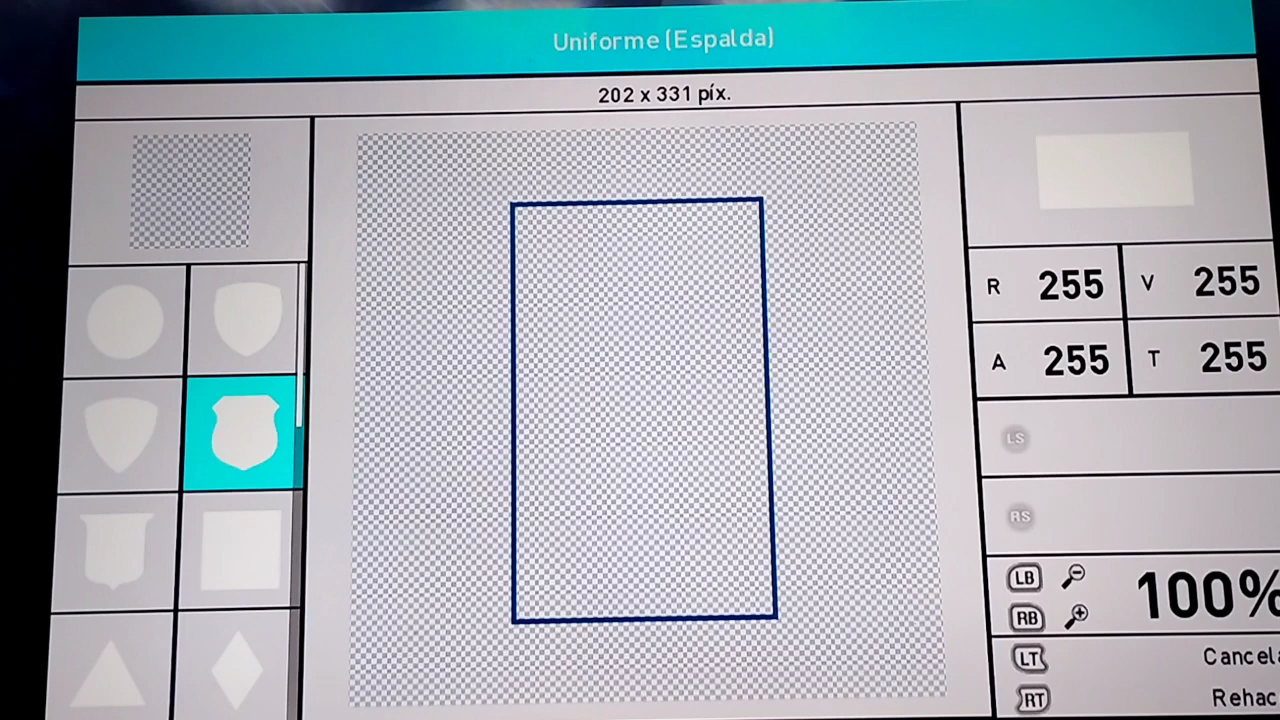 Uniforme (Espalda)
202 x 331 píx.
R 255 V 255
A 255 T 255
LS
RS
LB
RB
100%
LT Cancela
RT Rehac